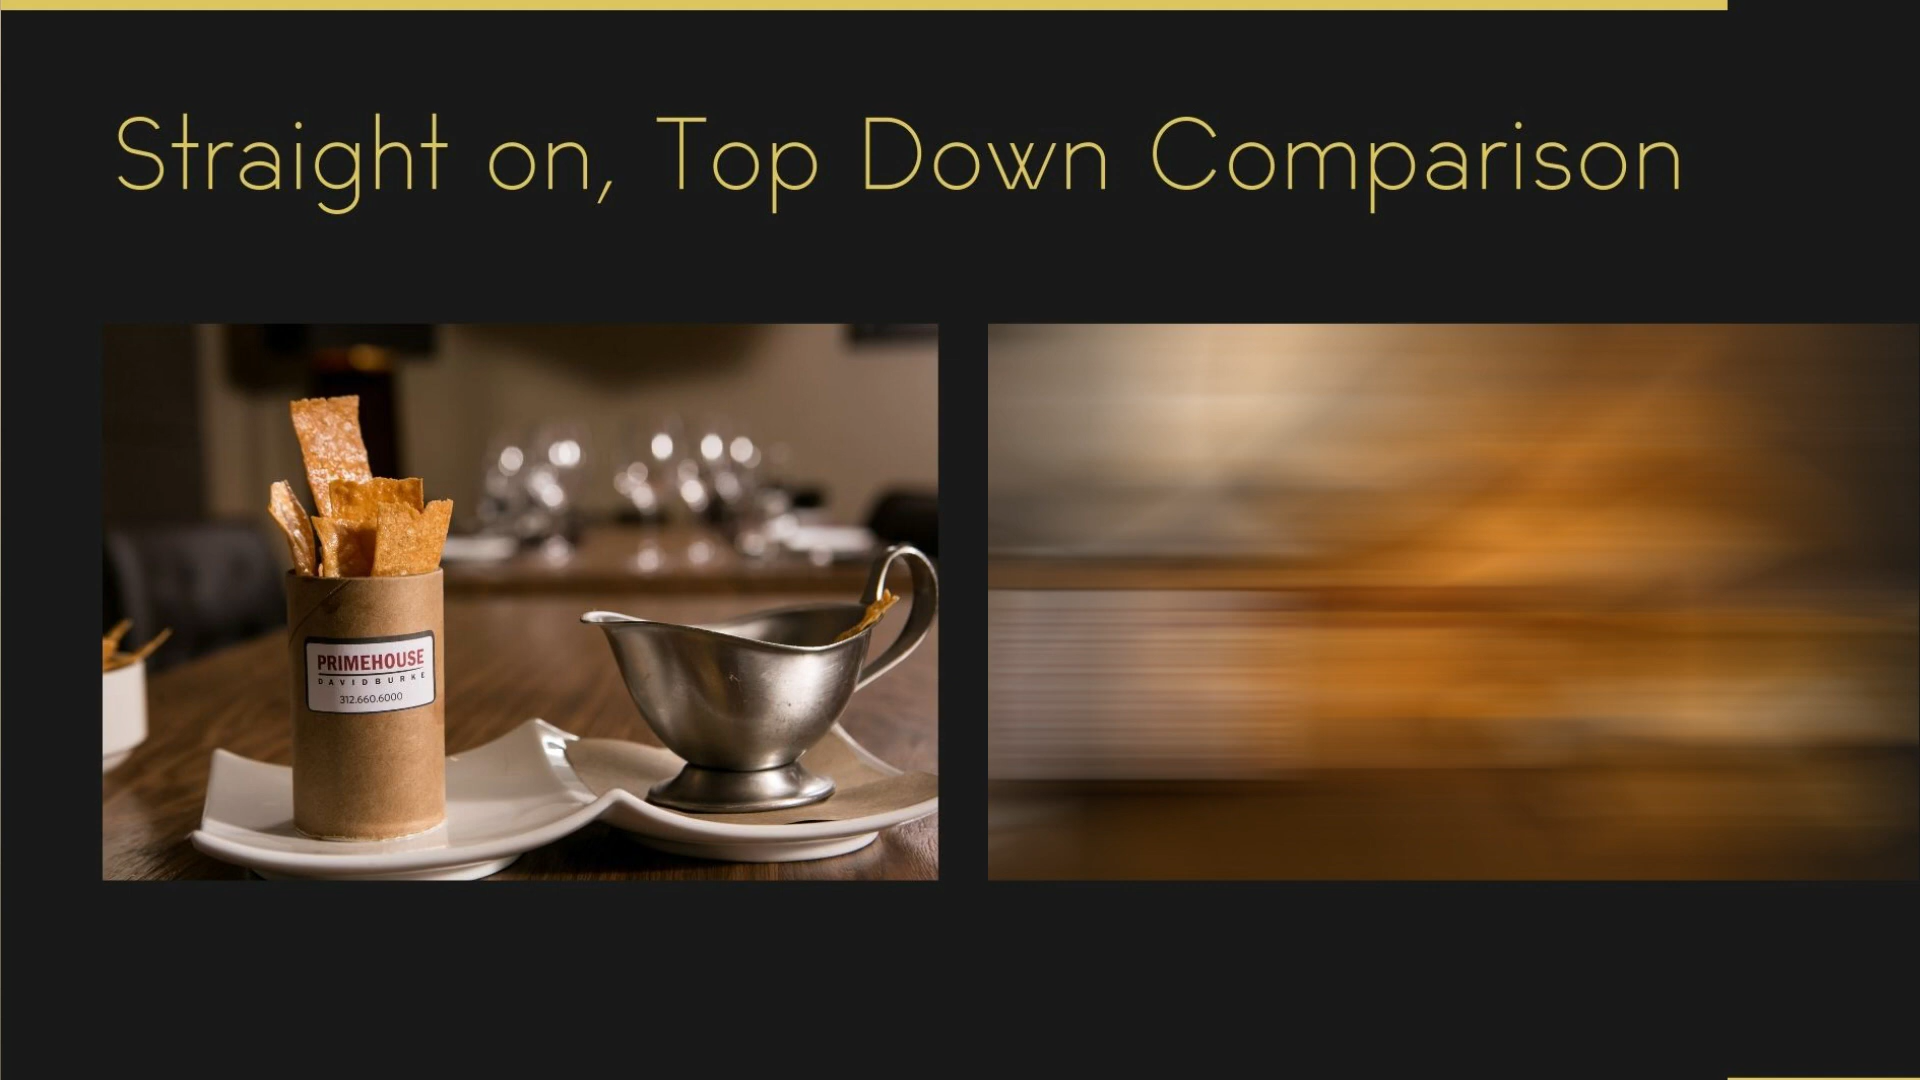 Straight on, Top Down Comparison
PRIMEHOUSE
DAVIDBURKE
312.660.6000